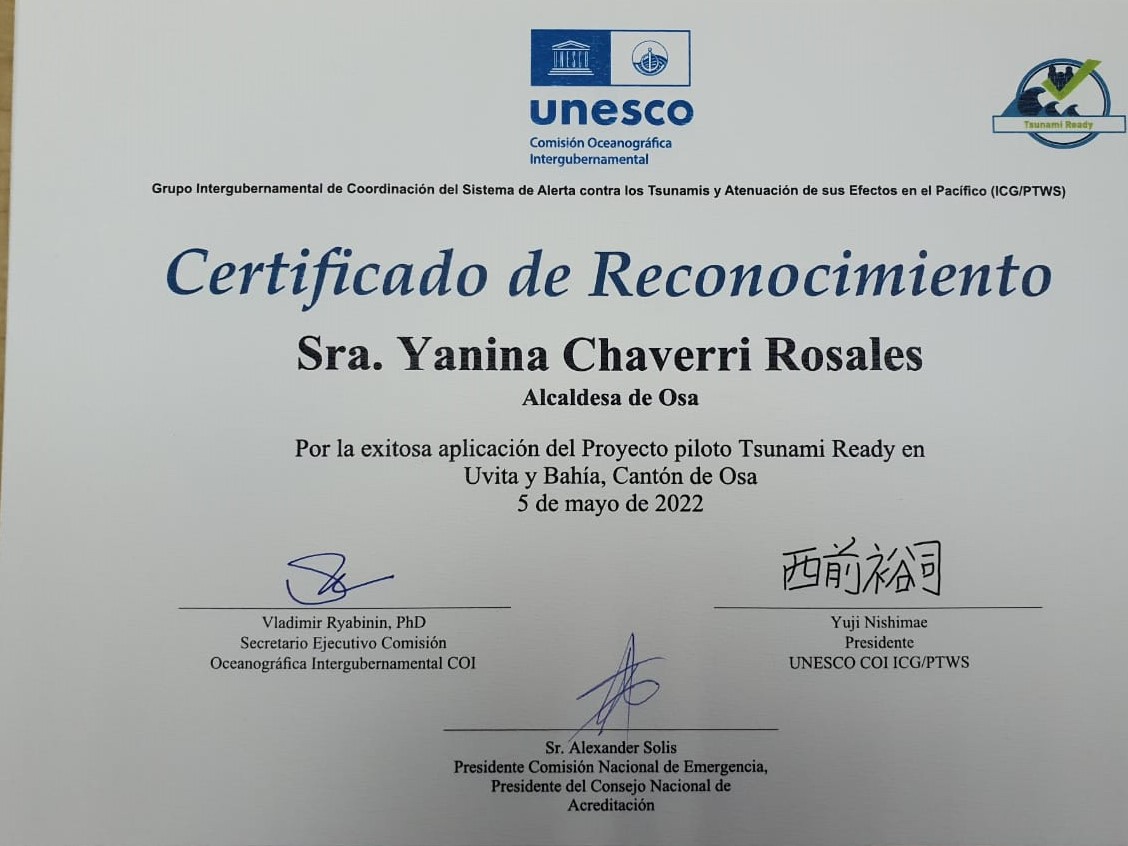 UNESCO
unesco
Comisión Oceanográfica
Intergubernamental
Tsunami Ready
Grupo Intergubernamental de Coordinación del Sistema de Alerta contra los Tsunamis y Atenuación de sus Efectos en el Pacífico (ICG/PTWS)
Certificado de Reconocimiento
Sra. Yanina Chaverri Rosales
Alcaldesa de Osa
Por la exitosa aplicación del Proyecto piloto Tsunami Ready en
Uvita y Bahía, Cantón de Osa
5 de mayo de 2022
西前裕司
Vladimir Ryabinin, PhD
Secretario Ejecutivo Comisión
Oceanográfica Intergubernamental COI
Yuji Nishimae
Presidente
UNESCO COI ICG/PTWS
Sr. Alexander Solis
Presidente Comisión Nacional de Emergencia,
Presidente del Consejo Nacional de
Acreditación